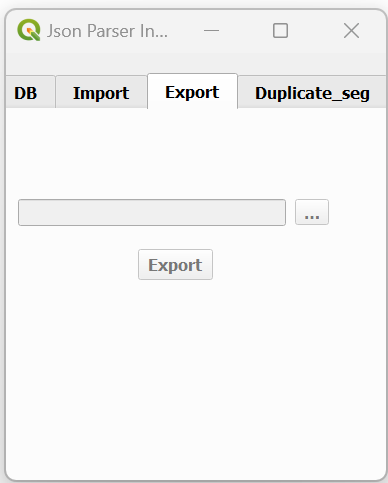 Json Parser In...
DB Import Export Duplicate_seg
...
Export